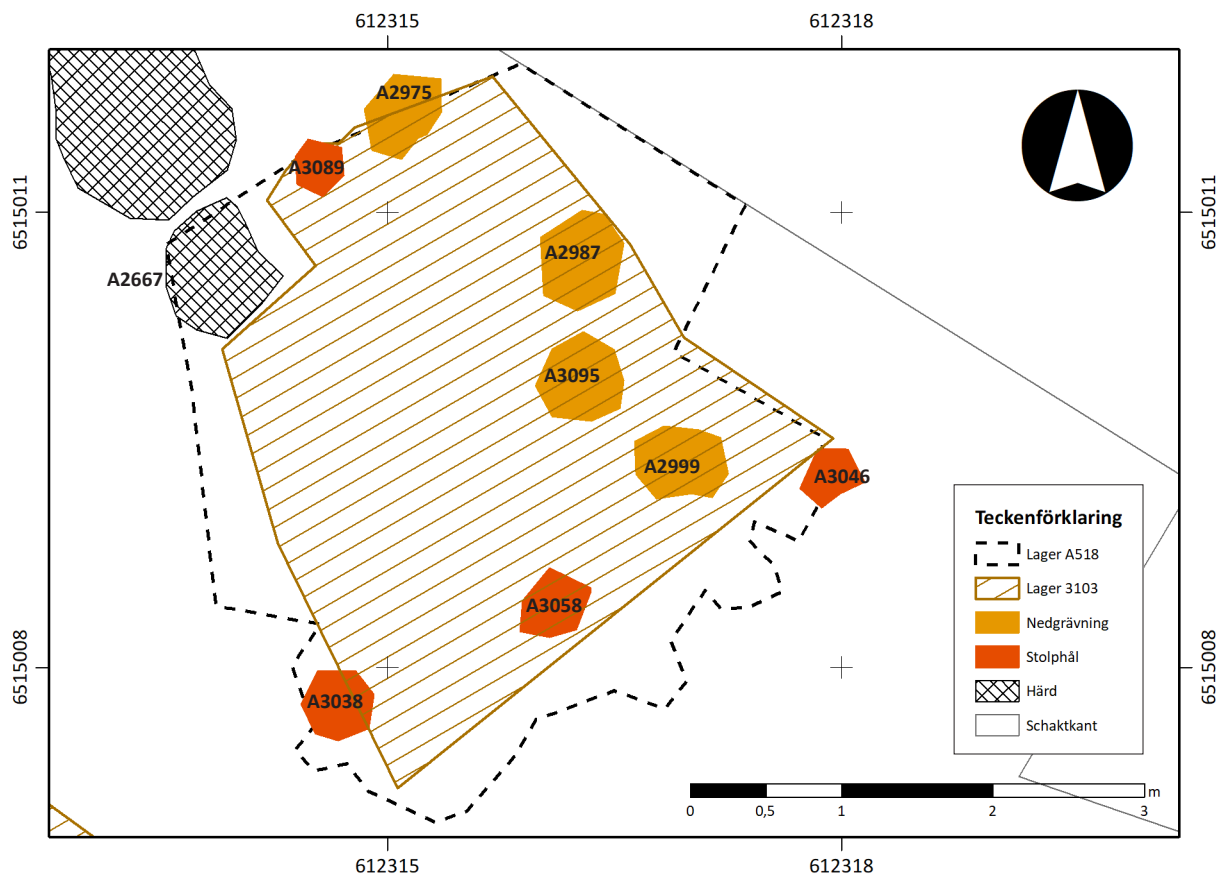 612315
612318
A2975
A3089
6515011
6515011
A2987
A2667
A3095
A2999
A3046
Teckenförklaring
Lager A518
Lager 3103
A3058
Nedgrävning
Stolphål
6515008
6515008
Härd
A3038
Schaktkant
m
0
0,5
1
2
3
612315
612318